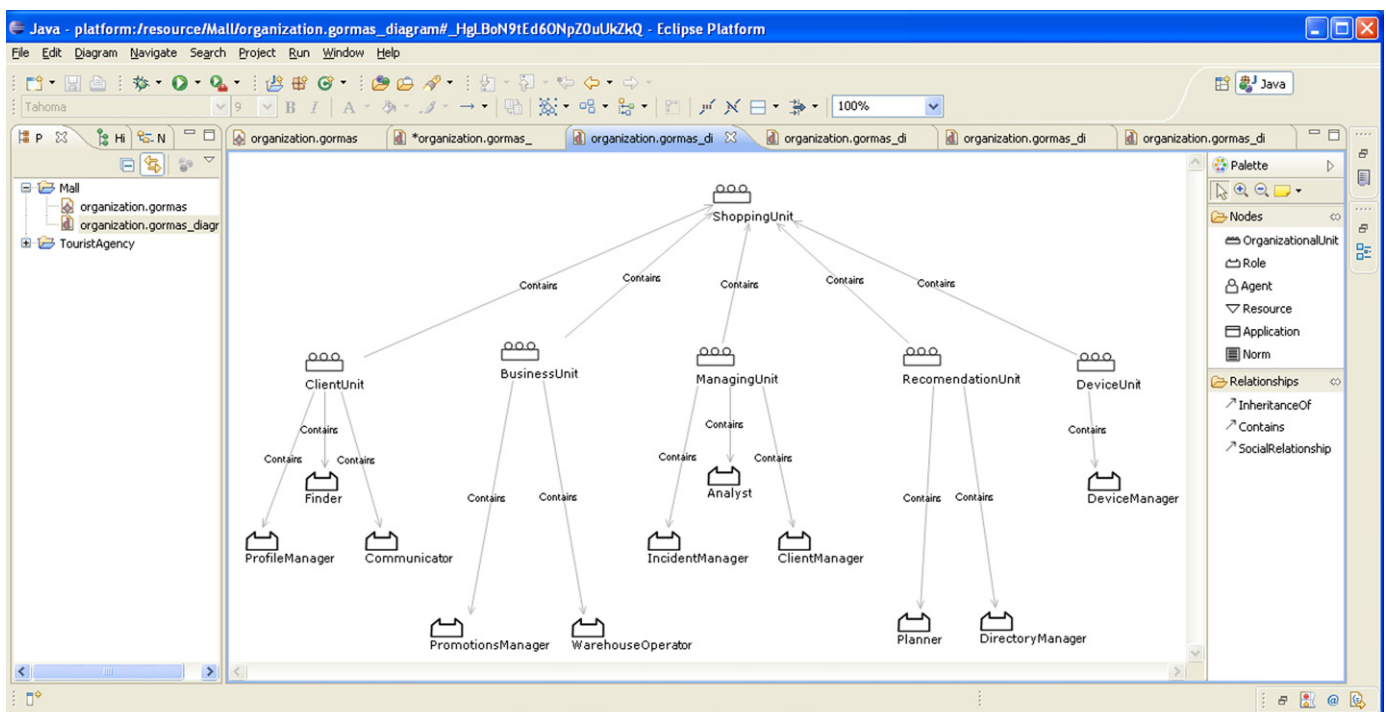 Java - platform:/resource/Mall/organization.gormas_diagram#_HgLBoN9tEd6ONpZ0uUkZkQ - Eclipse Platform
File Edit Diagram Navigate Search Project Run Window Help
Java
Tahoma 9 B I A 100%
P Hi N organization.gormas *organization.gormas_ organization.gormas_di organization.gormas_di organization.gormas_di organization.gormas_di
Mall
organization.gormas
organization.gormas_diagr
TouristAgency
ShoppingUnit
Contains Contains Contains Contains Contains
ClientUnit BusinessUnit ManagingUnit RecomendationUnit DeviceUnit
Contains Contains Contains
Contains Contains Contains Contains
Finder Analyst DeviceManager
Contains Contains Contains Contains
ProfileManager Communicator IncidentManager ClientManager
PromotionsManager WarehouseOperator Planner DirectoryManager
Palette
Nodes
OrganizationalUnit
Role
Agent
Resource
Application
Norm
Relationships
InheritanceOf
Contains
SocialRelationship